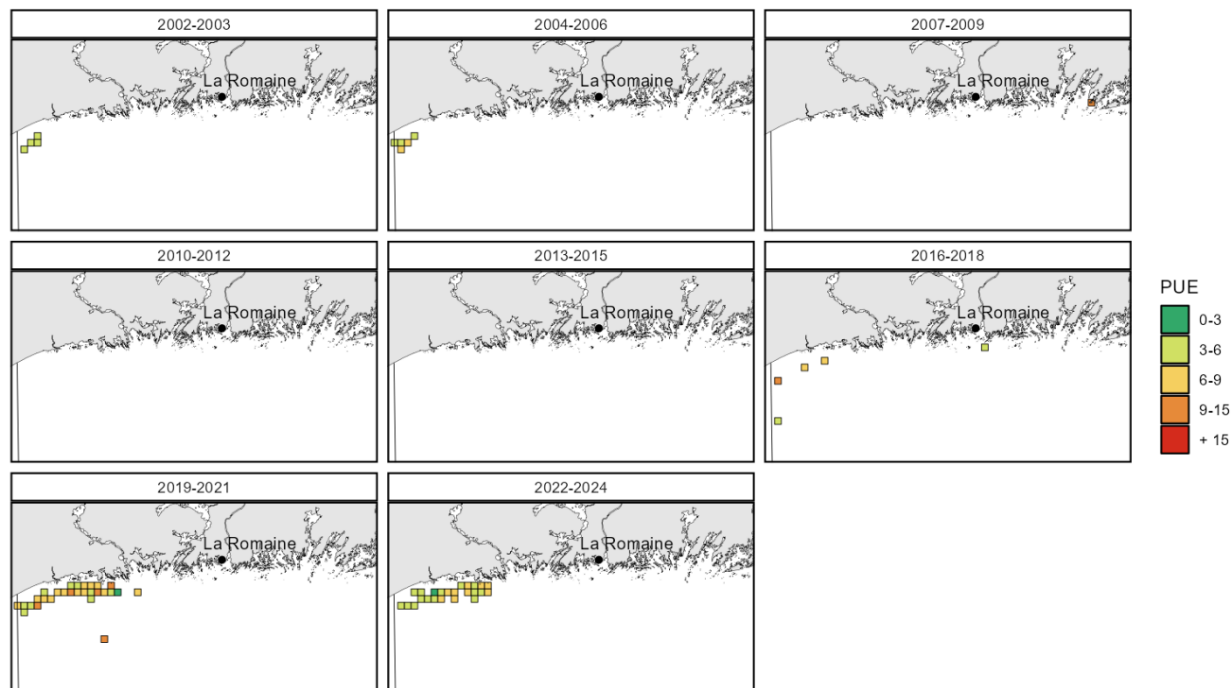 2002-2003
2004-2006
2007-2009
La Romaine
La Romaine
La Romaine
2010-2012
2013-2015
2016-2018
La Romaine
La Romaine
La Romaine
2019-2021
2022-2024
La Romaine
La Romaine
PUE
0-3
3-6
6-9
9-15
+ 15